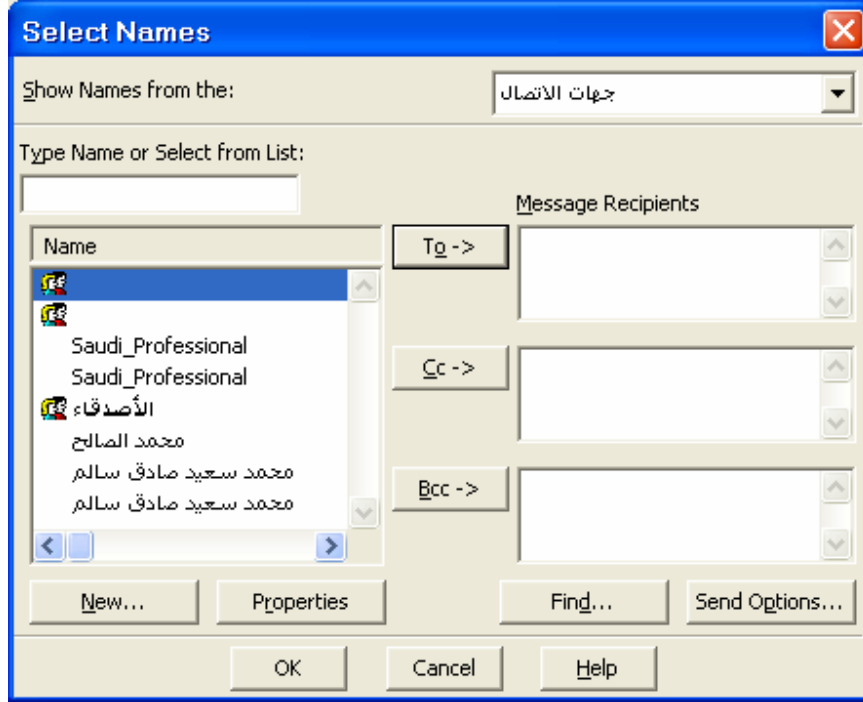 Select Names
Show Names from the:
جهات الاتصال
Type Name or Select from List:
Message Recipients
Name
To ->
Saudi_Professional
Saudi_Professional
Cc ->
الأصدقاء
محمد الصالح
محمد سعيد صادق سالم
محمد سعيد صادق سالم
Bcc ->
New...
Properties
Find...
Send Options...
OK
Cancel
Help